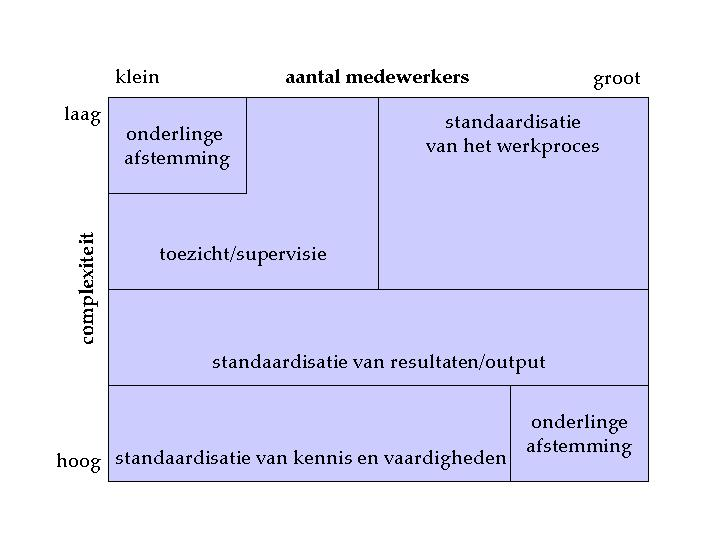 klein aantal medewerkers groot
laag
onderlinge
afstemming
standaardisatie
van het werkproces
complexiteit
toezicht/supervisie
standaardisatie van resultaten/output
onderlinge
afstemming
hoog standaardisatie van kennis en vaardigheden